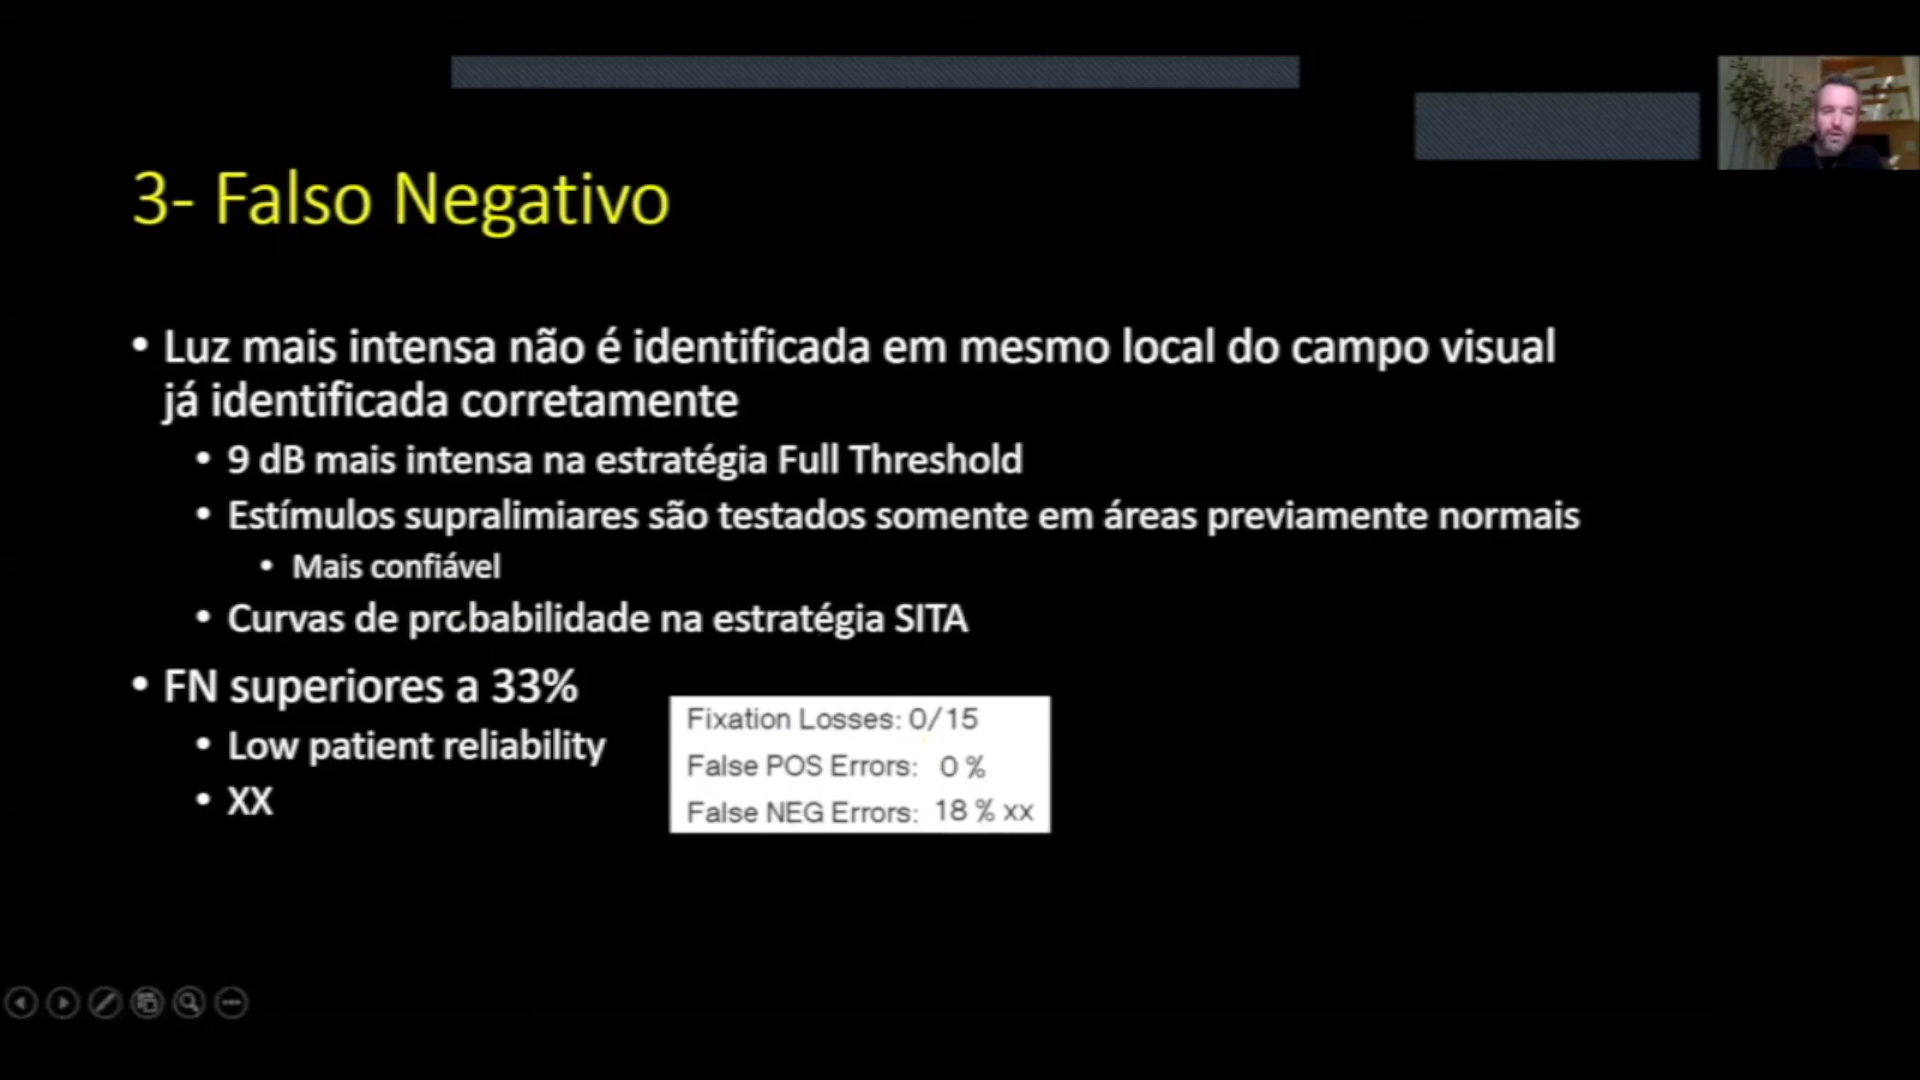 3- Falso Negativo
• Luz mais intensa não é identificada em mesmo local do campo visual
já identificada corretamente
• 9 dB mais intensa na estratégia Full Threshold
• Estímulos supralimiares são testados somente em áreas previamente normais
• Mais confiável
• Curvas de probabilidade na estratégia SITA
• FN superiores a 33%
• Low patient reliability
• XX
Fixation Losses: 0/15
False POS Errors: 0 %
False NEG Errors: 18 % xx